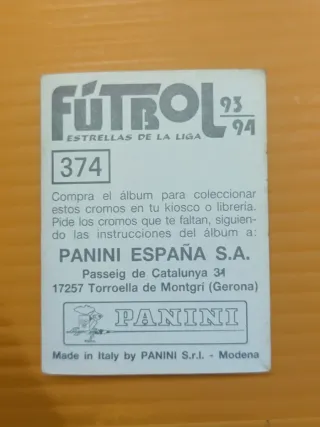 FÚTBOL 93
94
ESTRELLAS DE LA LIGA
374
Compra el álbum para coleccionar
estos cromos en tu kiosco o librería.
Pide los cromos que te faltan, siguien-
do las instrucciones del álbum a:
PANINI ESPAÑA S.A.
Passeig de Catalunya 31
17257 Torroella de Montgrí (Gerona)
PANINI
Made in Italy by PANINI S.r.l. - Modena